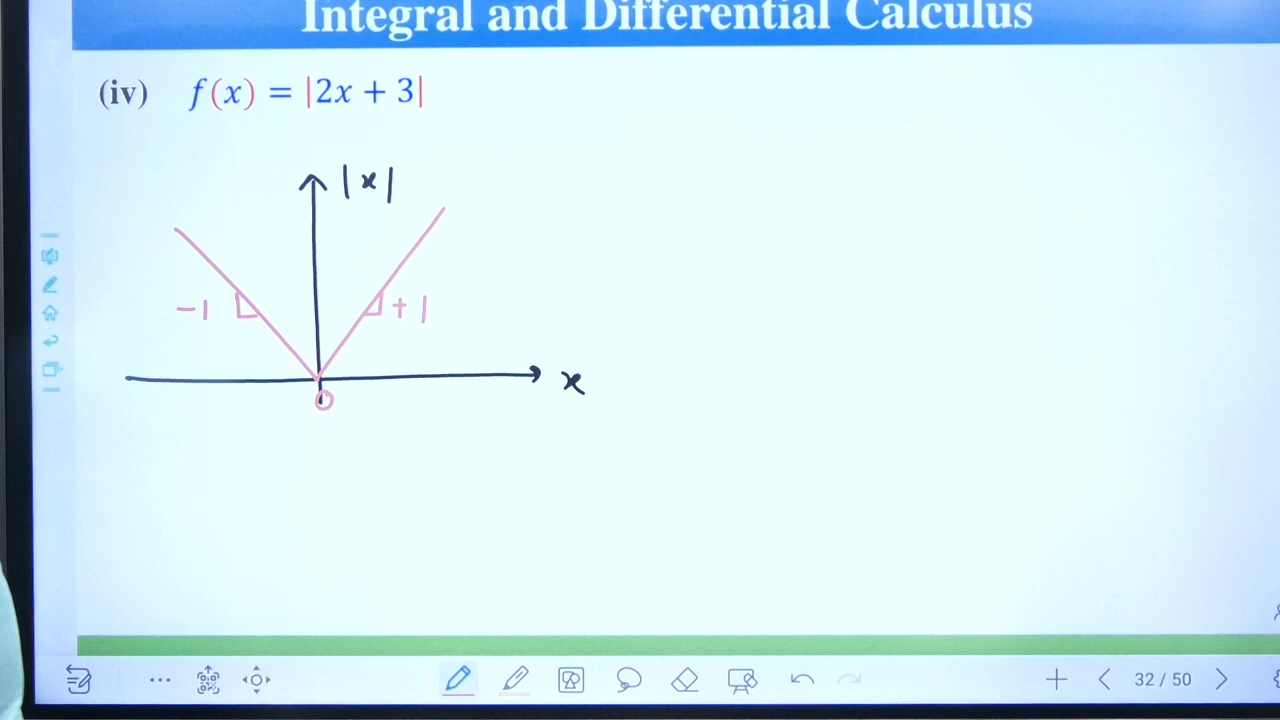 Integral and Differential Calculus
(iv) f(x) = |2x + 3|
|x|
-1
+1
x
0
32 / 50